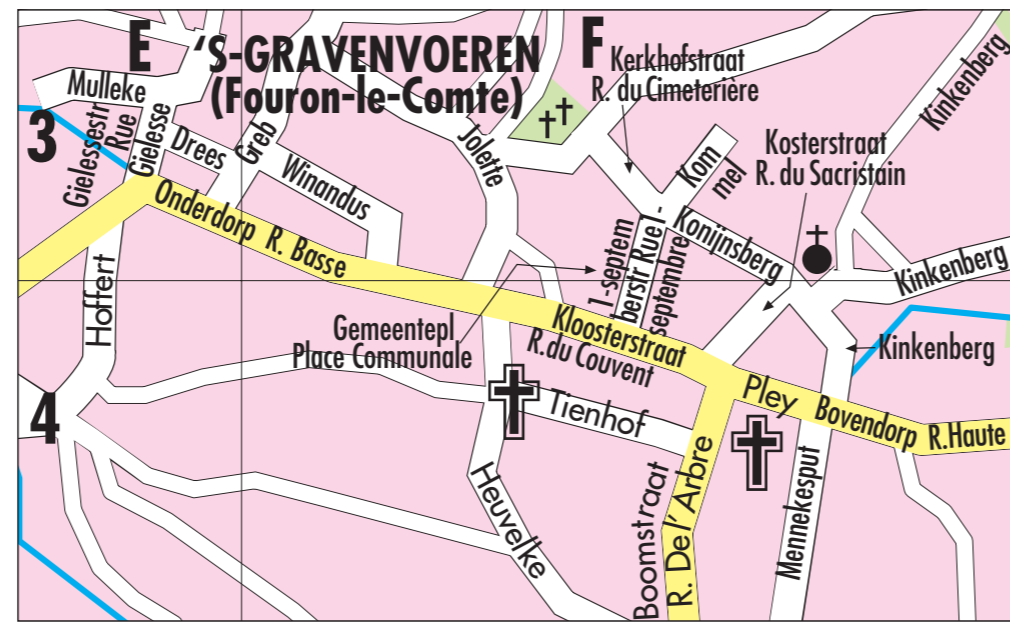 E
'S-GRAVENVOEREN
(Fouron-le-Comte)
F
Kerkhofstraat
R. du Cimeterière
Kinkenberg
Mulleke
3
Gielessestr
Rue
Gielesse
Drees
Greb
Winandus
Jolette
Kom
mel
Kosterstraat
R. du Sacristain
Onderdorp R. Basse
1-septem
berstr Rue 1-
septembre
Konijnsberg
Kinkenberg
Hoffert
Gemeentepl
Place Communale
Kloosterstraat
R.du Couvent
Kinkenberg
4
Tienhof
Pley
Bovendorp R.Haute
Heuvelke
Boomstraat
R. De l'Arbre
Mennekesput